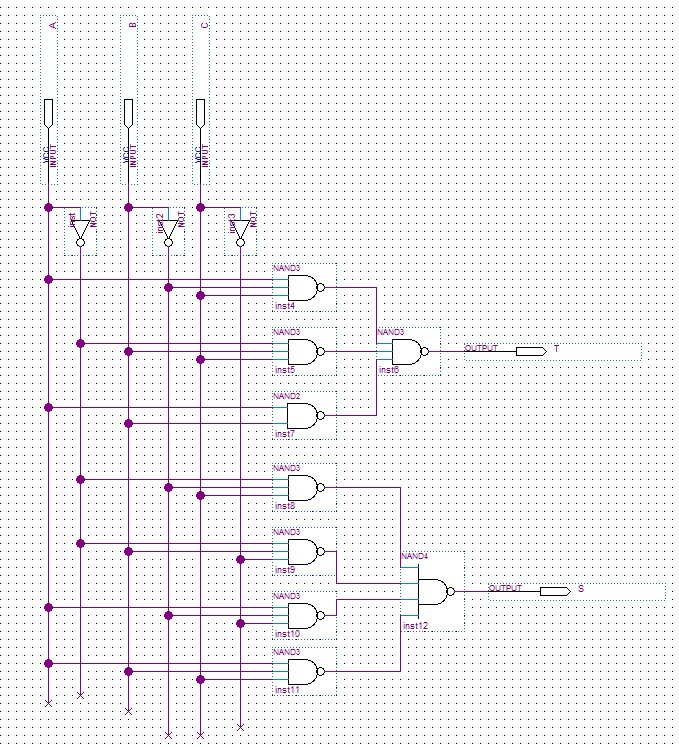 A
B
C
VCC
INPUT
VCC
INPUT
VCC
INPUT
inst
NOT
inst2
NOT
inst3
NOT
NAND3
inst4
NAND3
inst5
NAND3
inst6
OUTPUT
T
NAND2
inst7
NAND3
inst8
NAND3
inst9
NAND4
inst12
OUTPUT
S
NAND3
inst10
NAND3
inst11